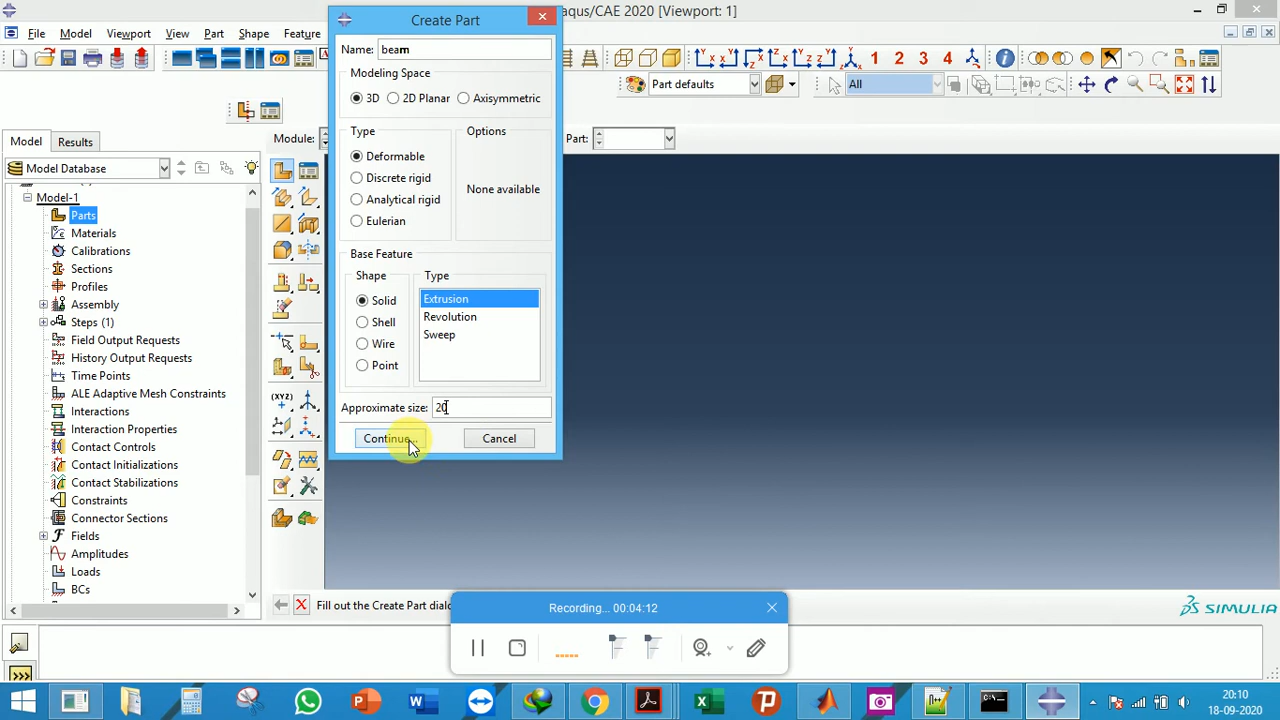 Create Part
aqus/CAE 2020 [Viewport: 1]
File Model Viewport View Part Shape Feature
Name: beam
Modeling Space
3D 2D Planar Axisymmetric
Type
Deformable
Discrete rigid
Analytical rigid
Eulerian
Options
None available
Base Feature
Shape
Solid
Shell
Wire
Point
Type
Extrusion
Revolution
Sweep
Approximate size: 20
Continue...
Cancel
1 2 3 4
Part defaults
All
Model Results
Module:
Part:
Model Database
Model-1
Parts
Materials
Calibrations
Sections
Profiles
Assembly
Steps (1)
Field Output Requests
History Output Requests
Time Points
ALE Adaptive Mesh Constraints
Interactions
Interaction Properties
Contact Controls
Contact Initializations
Contact Stabilizations
Constraints
Connector Sections
Fields
Amplitudes
Loads
BCs
(XYZ)
Fill out the Create Part dialo
Recording... 00:04:12
SIMULIA
>>>
20:10
18-09-2020